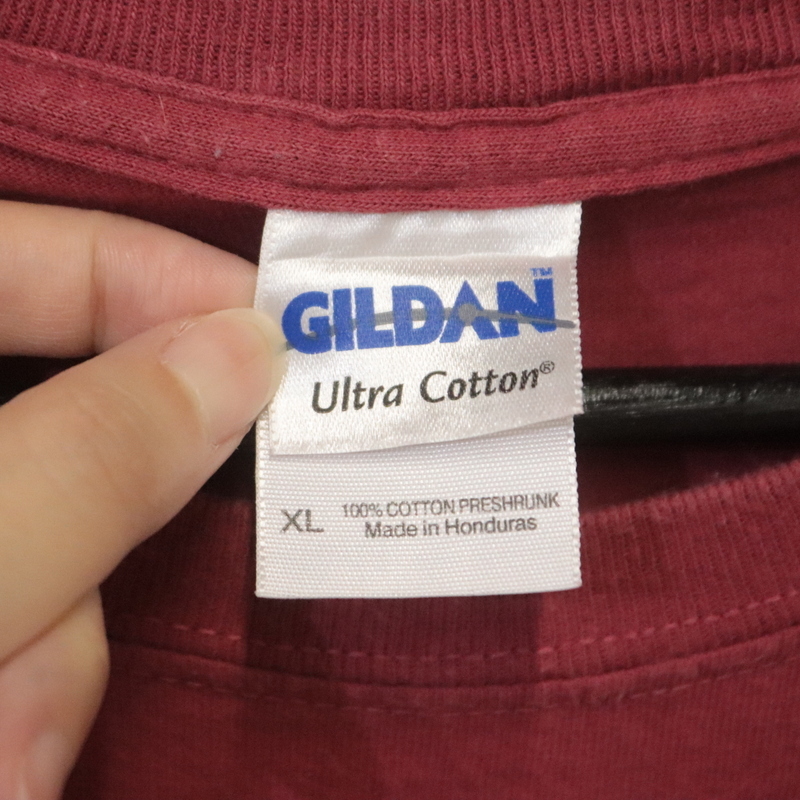 GILDAN™
Ultra Cotton®
XL 100% COTTON PRESHRUNK
Made in Honduras